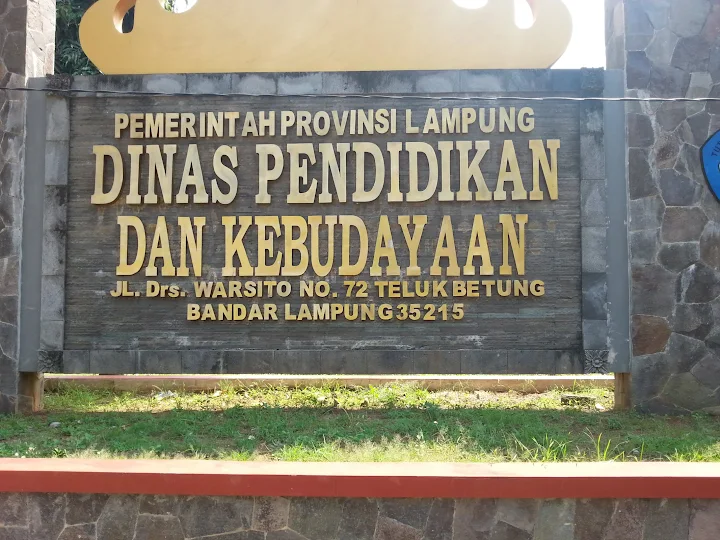 PEMERINTAH PROVINSI LAMPUNG
DINAS PENDIDIKAN
DAN KEBUDAYAAN
JL. Drs. WARSITO NO. 72 TELUK BETUNG
BANDAR LAMPUNG 35215